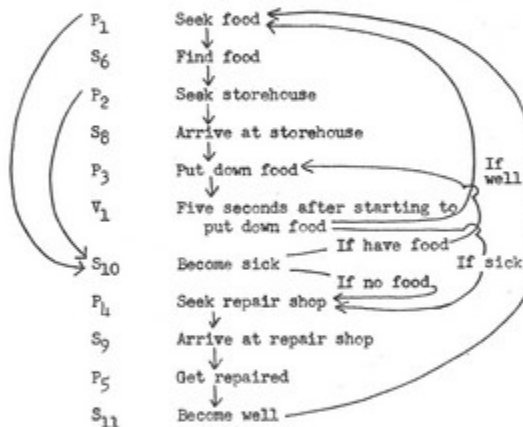 P1 Seek food
S6 Find food
P2 Seek storehouse
S8 Arrive at storehouse
P3 Put down food
If
well
V1 Five seconds after starting to
put down food
If have food
S10 Become sick
If sick
If no food
P4 Seek repair shop
S9 Arrive at repair shop
P5 Get repaired
S11 Become well